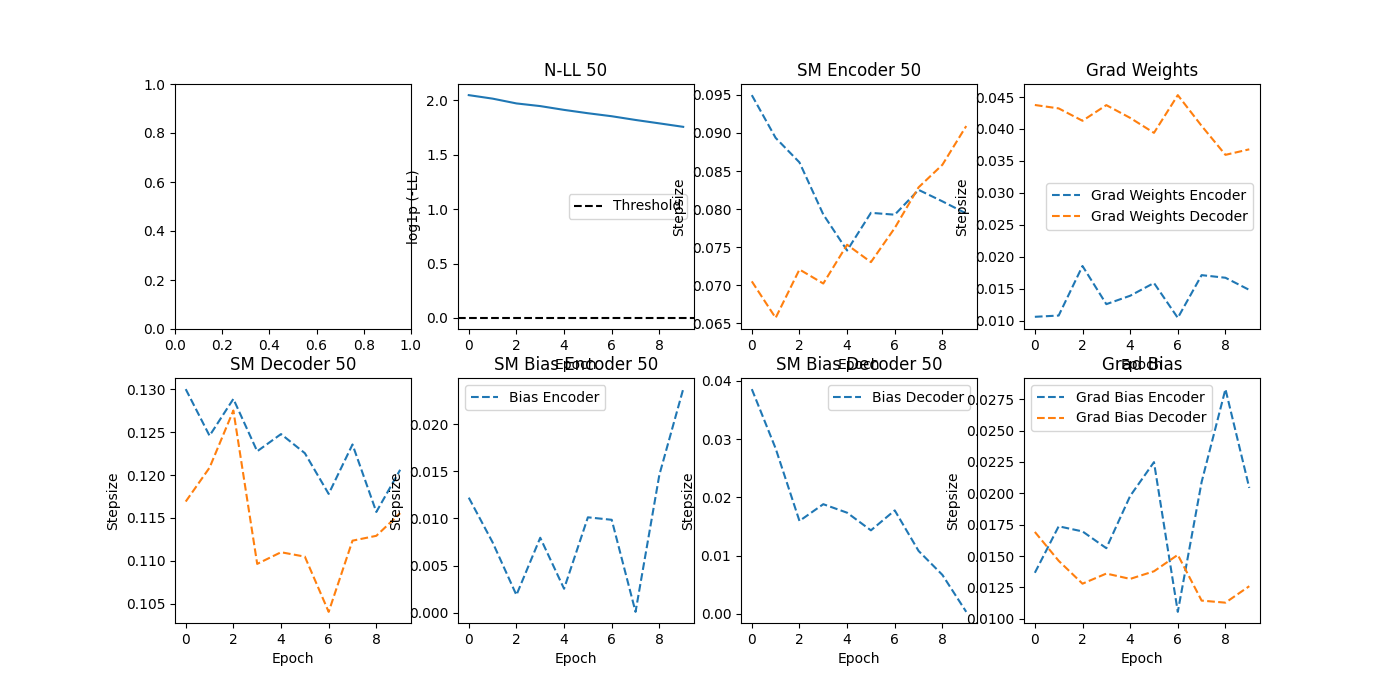 N-LL 50
SM Encoder 50
Grad Weights
1.0
0.8
0.6
0.4
0.2
0.0
0.0 0.2 0.4 0.6 0.8 1.0
log1p (-LL)
2.0
1.5
1.0
0.5
0.0
Threshold
0 2 4 6 8
Epoch
Stepsize
0.095
0.090
0.085
0.080
0.075
0.070
0.065
0 2 4 6 8
Epoch
Stepsize
0.045
0.040
0.035
0.030
0.025
0.020
0.015
0.010
Grad Weights Encoder
Grad Weights Decoder
0 2 4 6 8
Epoch
SM Decoder 50
SM Bias Encoder 50
SM Bias Decoder 50
Grad Bias
Stepsize
0.130
0.125
0.120
0.115
0.110
0.105
0 2 4 6 8
Epoch
Stepsize
0.020
0.015
0.010
0.005
0.000
Bias Encoder
0 2 4 6 8
Epoch
Stepsize
0.04
0.03
0.02
0.01
0.00
Bias Decoder
0 2 4 6 8
Epoch
Stepsize
0.0275
0.0250
0.0225
0.0200
0.0175
0.0150
0.0125
0.0100
Grad Bias Encoder
Grad Bias Decoder
0 2 4 6 8
Epoch